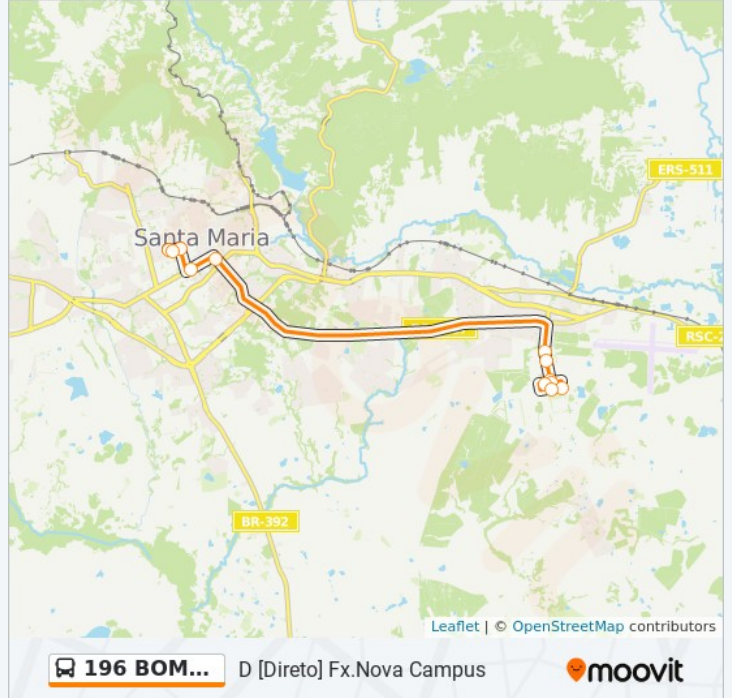 ERS-511
Santa Maria
RSC-2
BR-392
Leaflet | © OpenStreetMap contributors
196 BOM... D [Direto] Fx.Nova Campus moovit